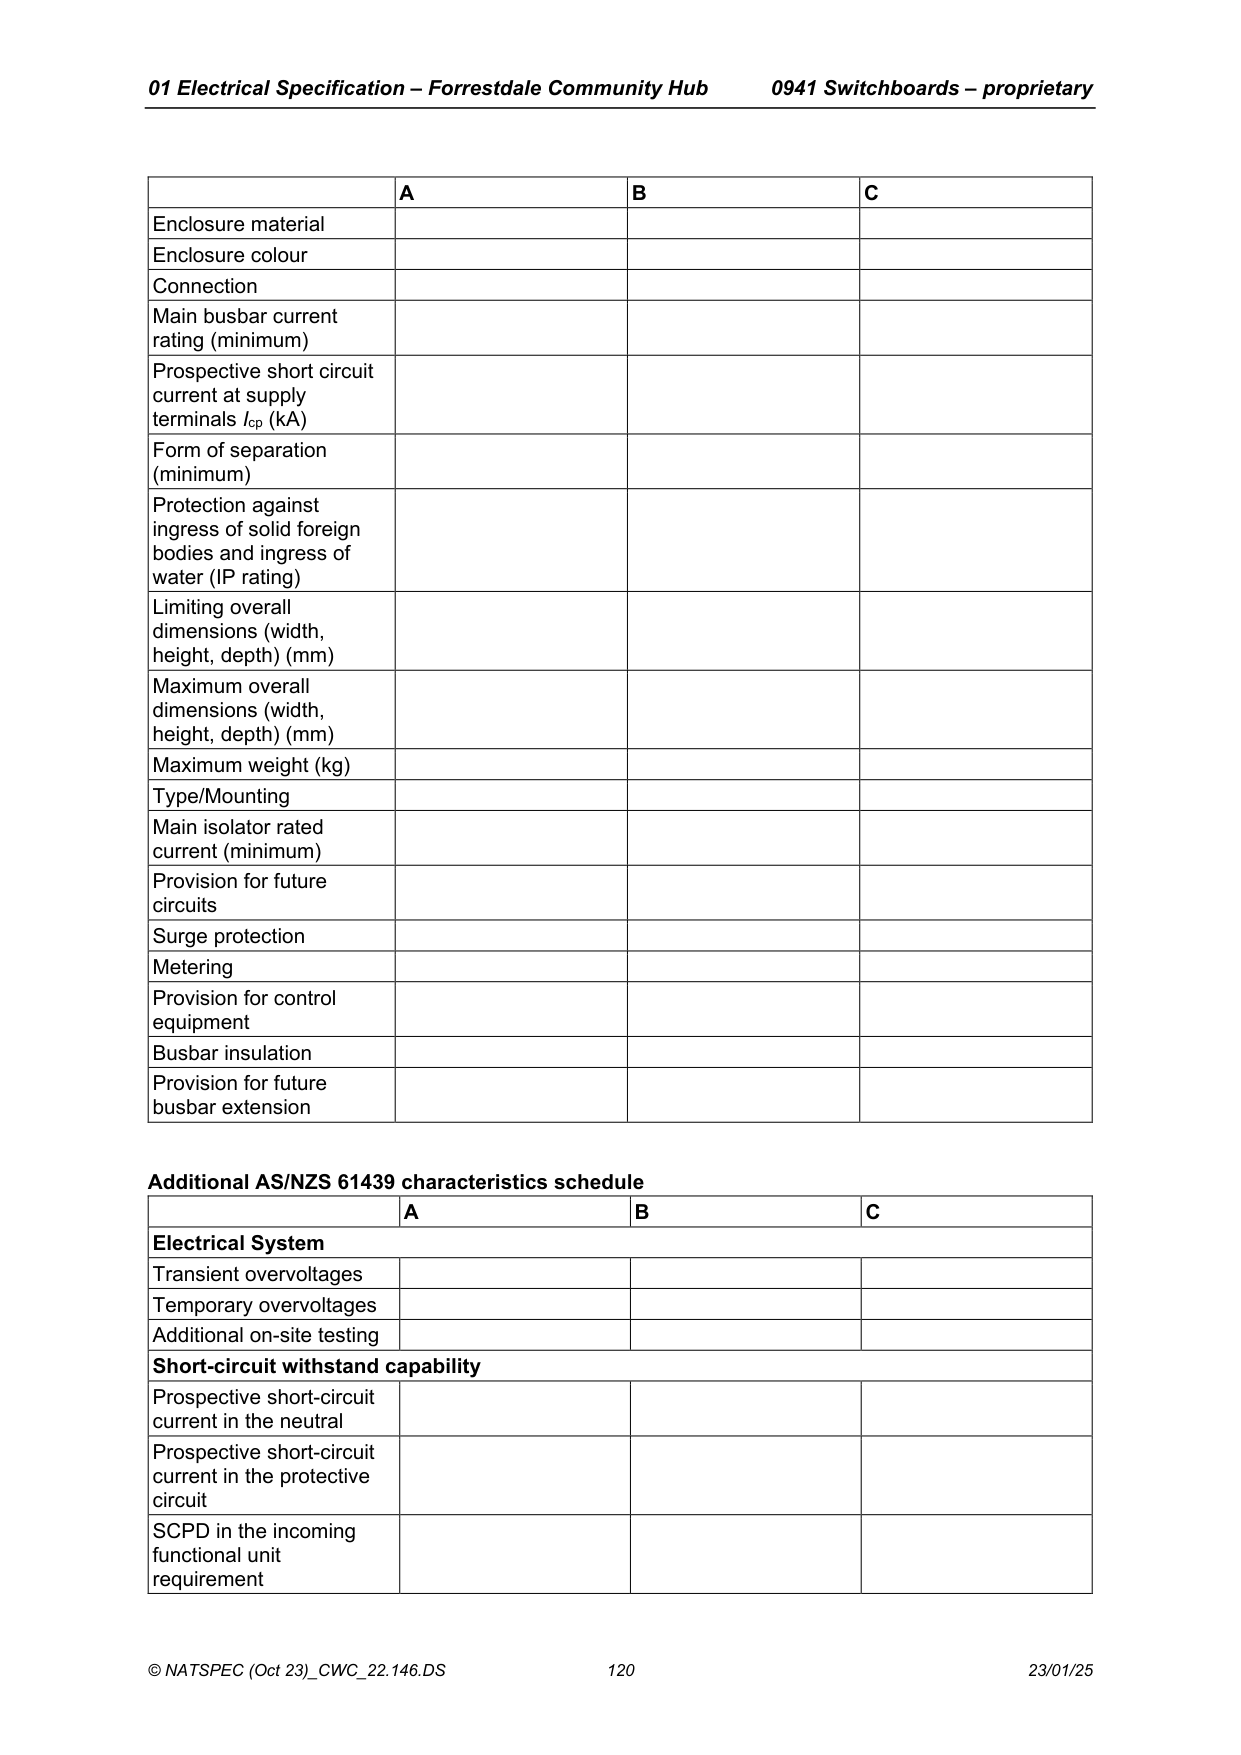 01 Electrical Specification – Forrestdale Community Hub 0941 Switchboards – proprietary
A B C
Enclosure material
Enclosure colour
Connection
Main busbar current
rating (minimum)
Prospective short circuit
current at supply
terminals Icp (kA)
Form of separation
(minimum)
Protection against
ingress of solid foreign
bodies and ingress of
water (IP rating)
Limiting overall
dimensions (width,
height, depth) (mm)
Maximum overall
dimensions (width,
height, depth) (mm)
Maximum weight (kg)
Type/Mounting
Main isolator rated
current (minimum)
Provision for future
circuits
Surge protection
Metering
Provision for control
equipment
Busbar insulation
Provision for future
busbar extension
Additional AS/NZS 61439 characteristics schedule
A B C
Electrical System
Transient overvoltages
Temporary overvoltages
Additional on-site testing
Short-circuit withstand capability
Prospective short-circuit
current in the neutral
Prospective short-circuit
current in the protective
circuit
SCPD in the incoming
functional unit
requirement
© NATSPEC (Oct 23)_CWC_22.146.DS 120 23/01/25